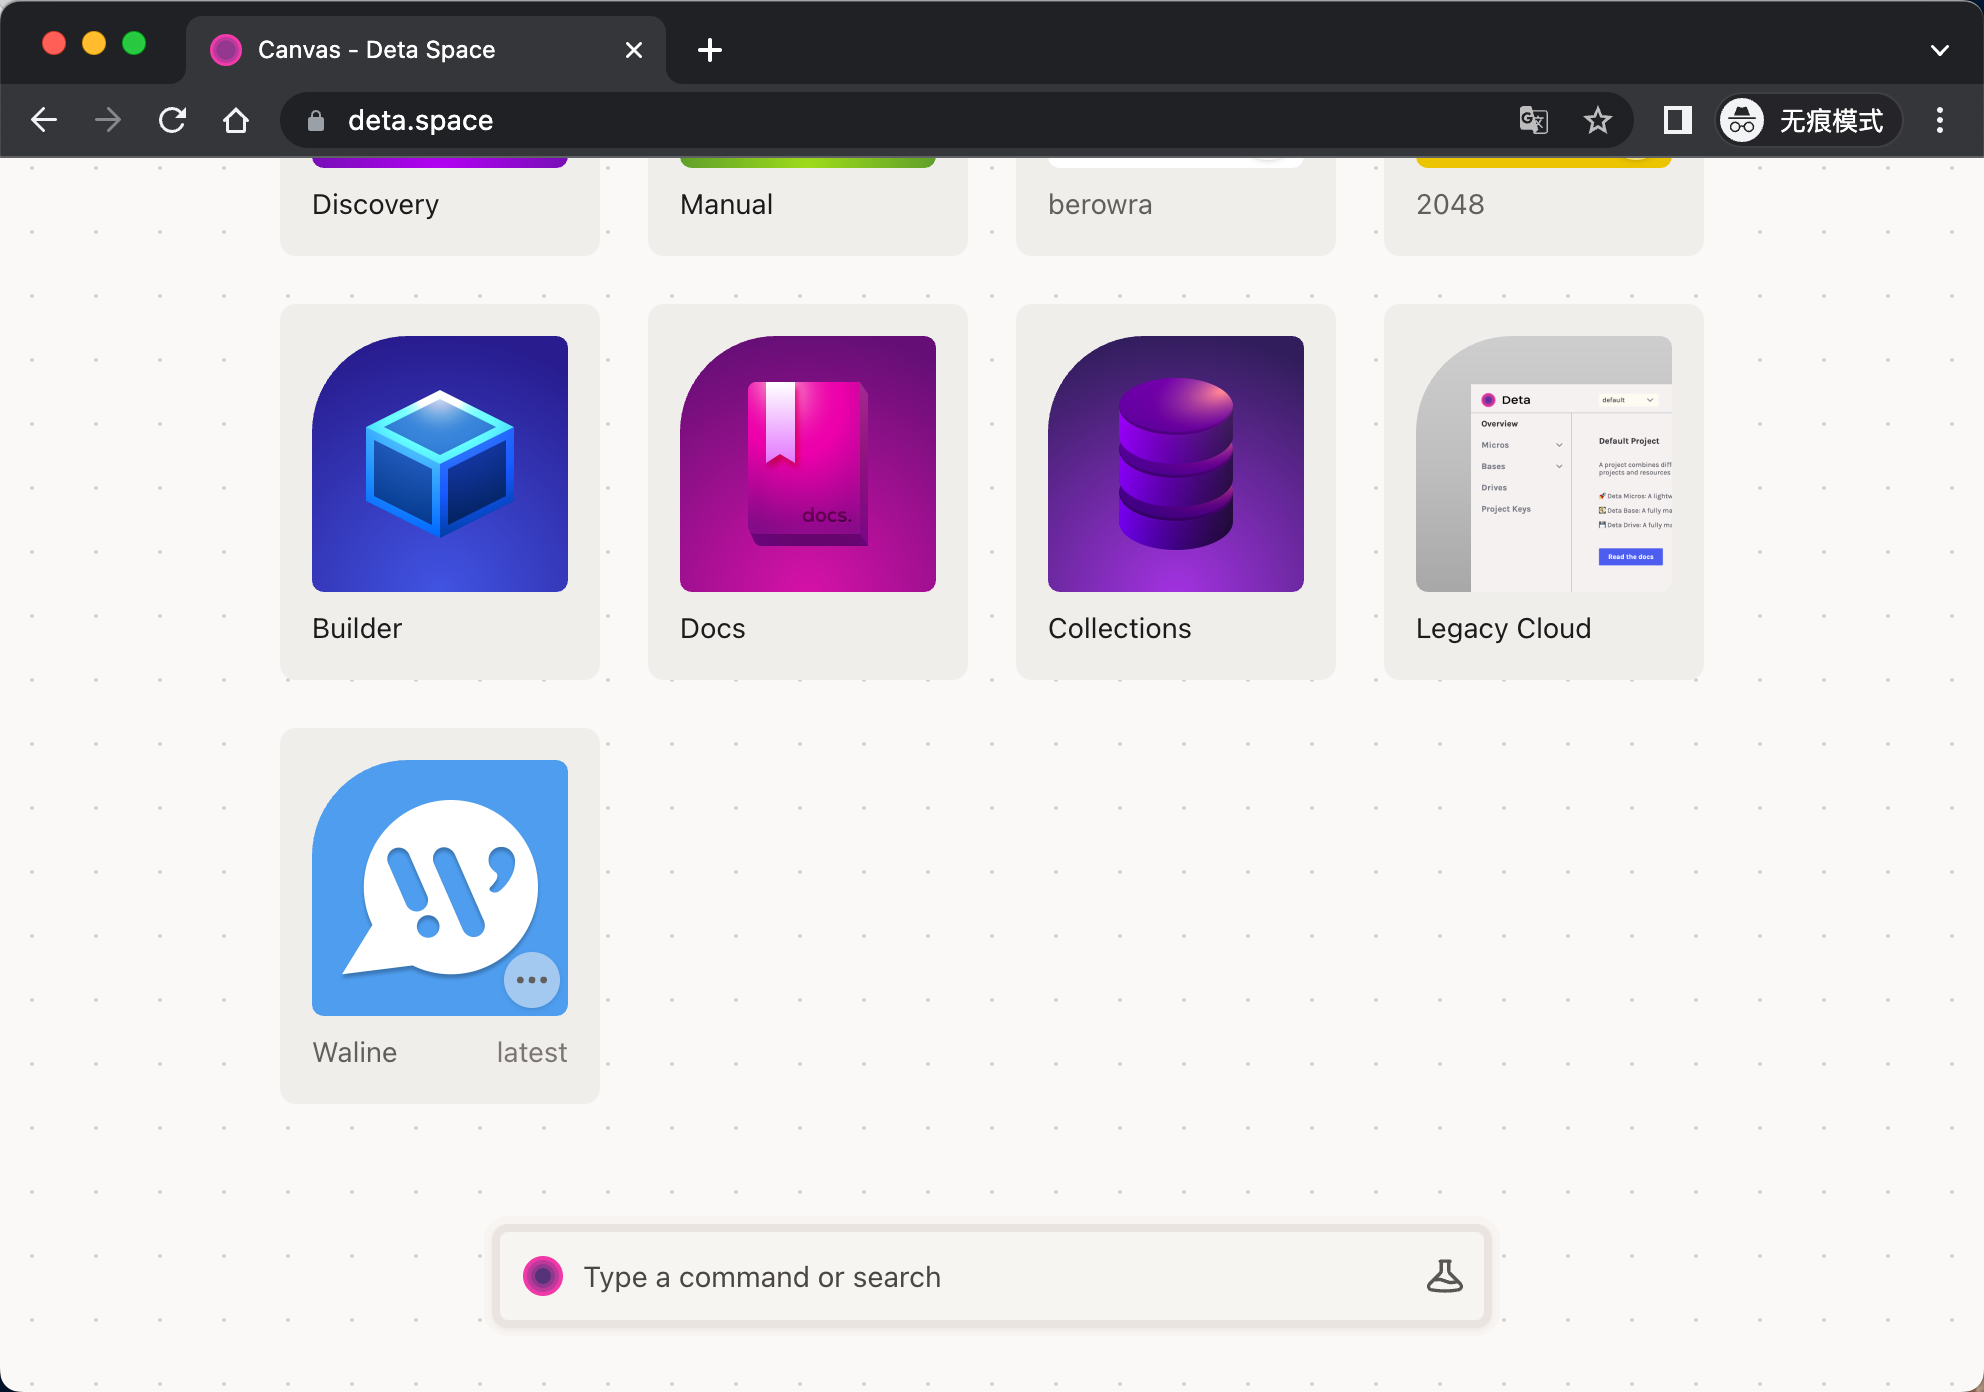 Canvas - Deta Space
deta.space
无痕模式
Discovery
Manual
berowra
2048
docs.
Deta
default
Overview
Micros
Bases
Drives
Project Keys
Default Project
A project combines diff
projects and resources
Deta Micros: A lightw
Deta Base: A fully ma
Deta Drive: A fully ma
Read the docs
Builder
Docs
Collections
Legacy Cloud
Waline
latest
Type a command or search